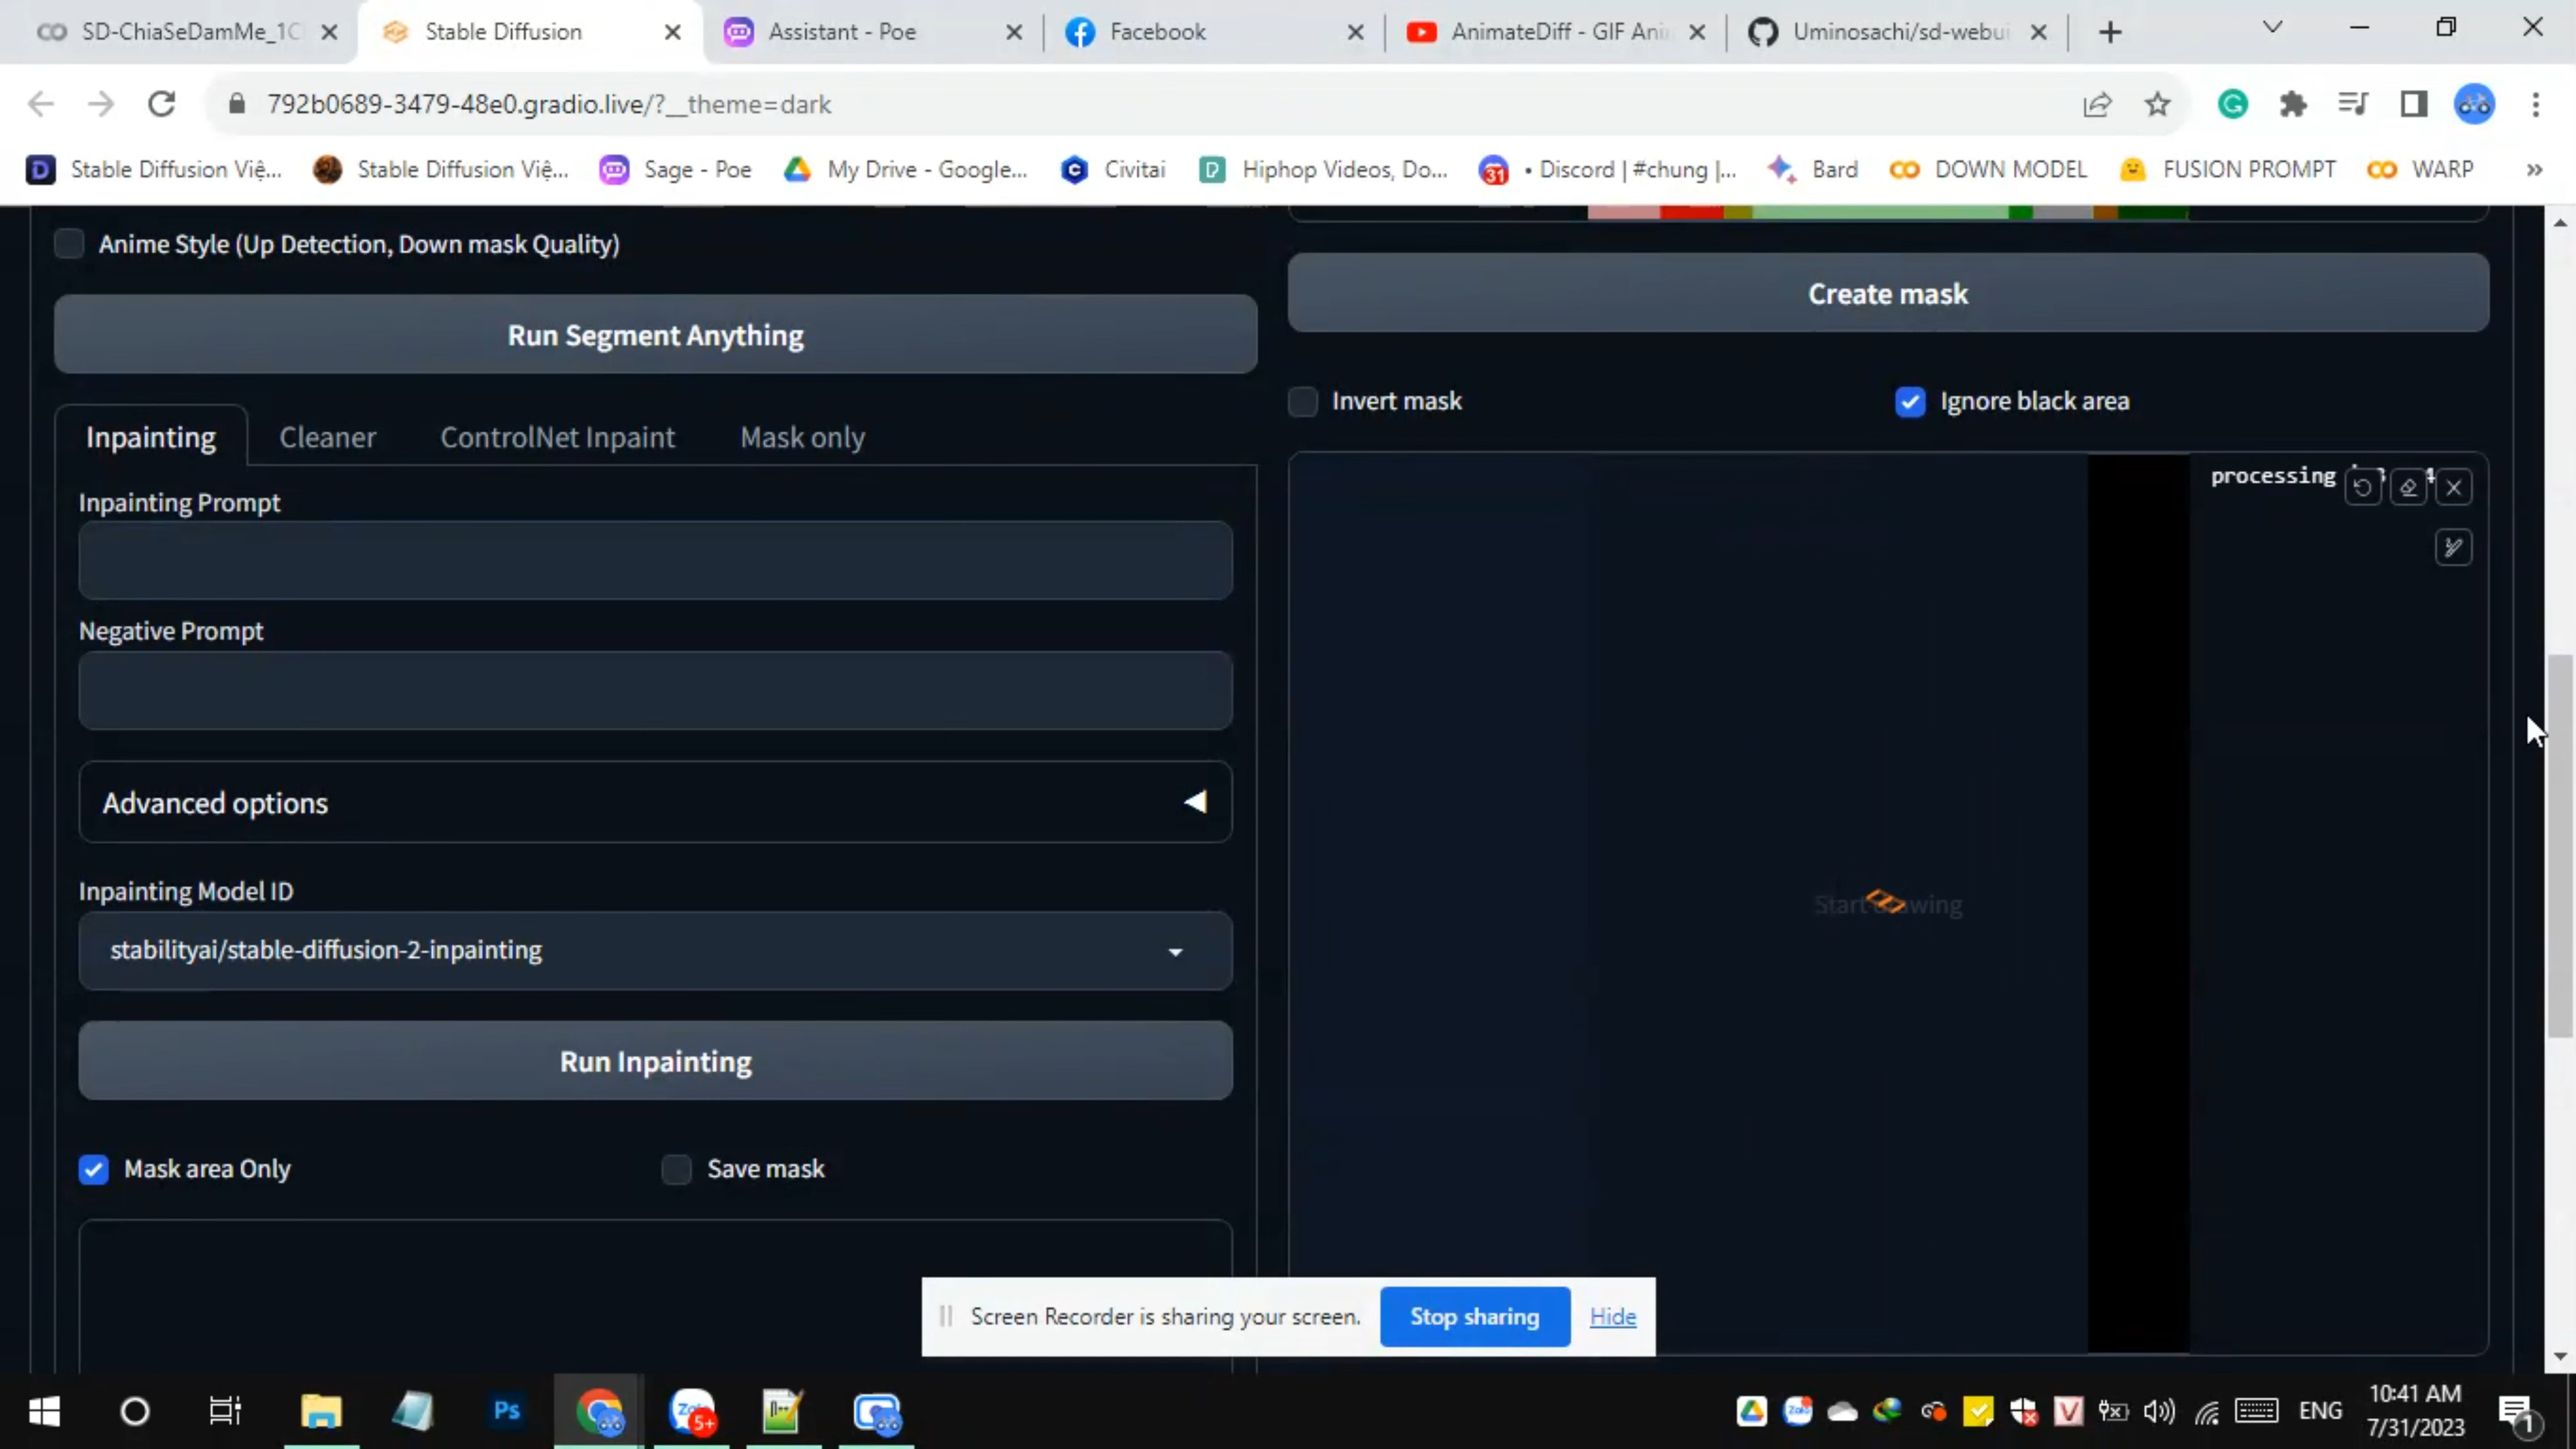 SD-ChiaSeDamMe_1C
Stable Diffusion
Assistant - Poe
Facebook
AnimateDiff - GIF Ani
Uminosachi/sd-webui
792b0689-3479-48e0.gradio.live/?__theme=dark
Stable Diffusion Việ...
Stable Diffusion Việ...
Sage - Poe
My Drive - Google...
Civitai
Hiphop Videos, Do...
• Discord | #chung |...
Bard
DOWN MODEL
FUSION PROMPT
WARP
Anime Style (Up Detection, Down mask Quality)
Create mask
Run Segment Anything
Invert mask
Ignore black area
Inpainting
Cleaner
ControlNet Inpaint
Mask only
processing
Inpainting Prompt
Negative Prompt
Advanced options
Start drawing
Inpainting Model ID
stabilityai/stable-diffusion-2-inpainting
Run Inpainting
Mask area Only
Save mask
Screen Recorder is sharing your screen.
Stop sharing
Hide
ENG
10:41 AM
7/31/2023